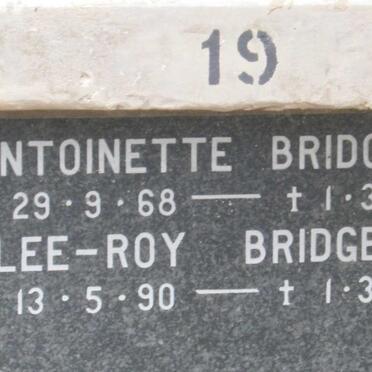 19
NTOINETTE BRIDG
29·9·68 — † 1·3
LEE-ROY BRIDGE
13·5·90 — † 1·3